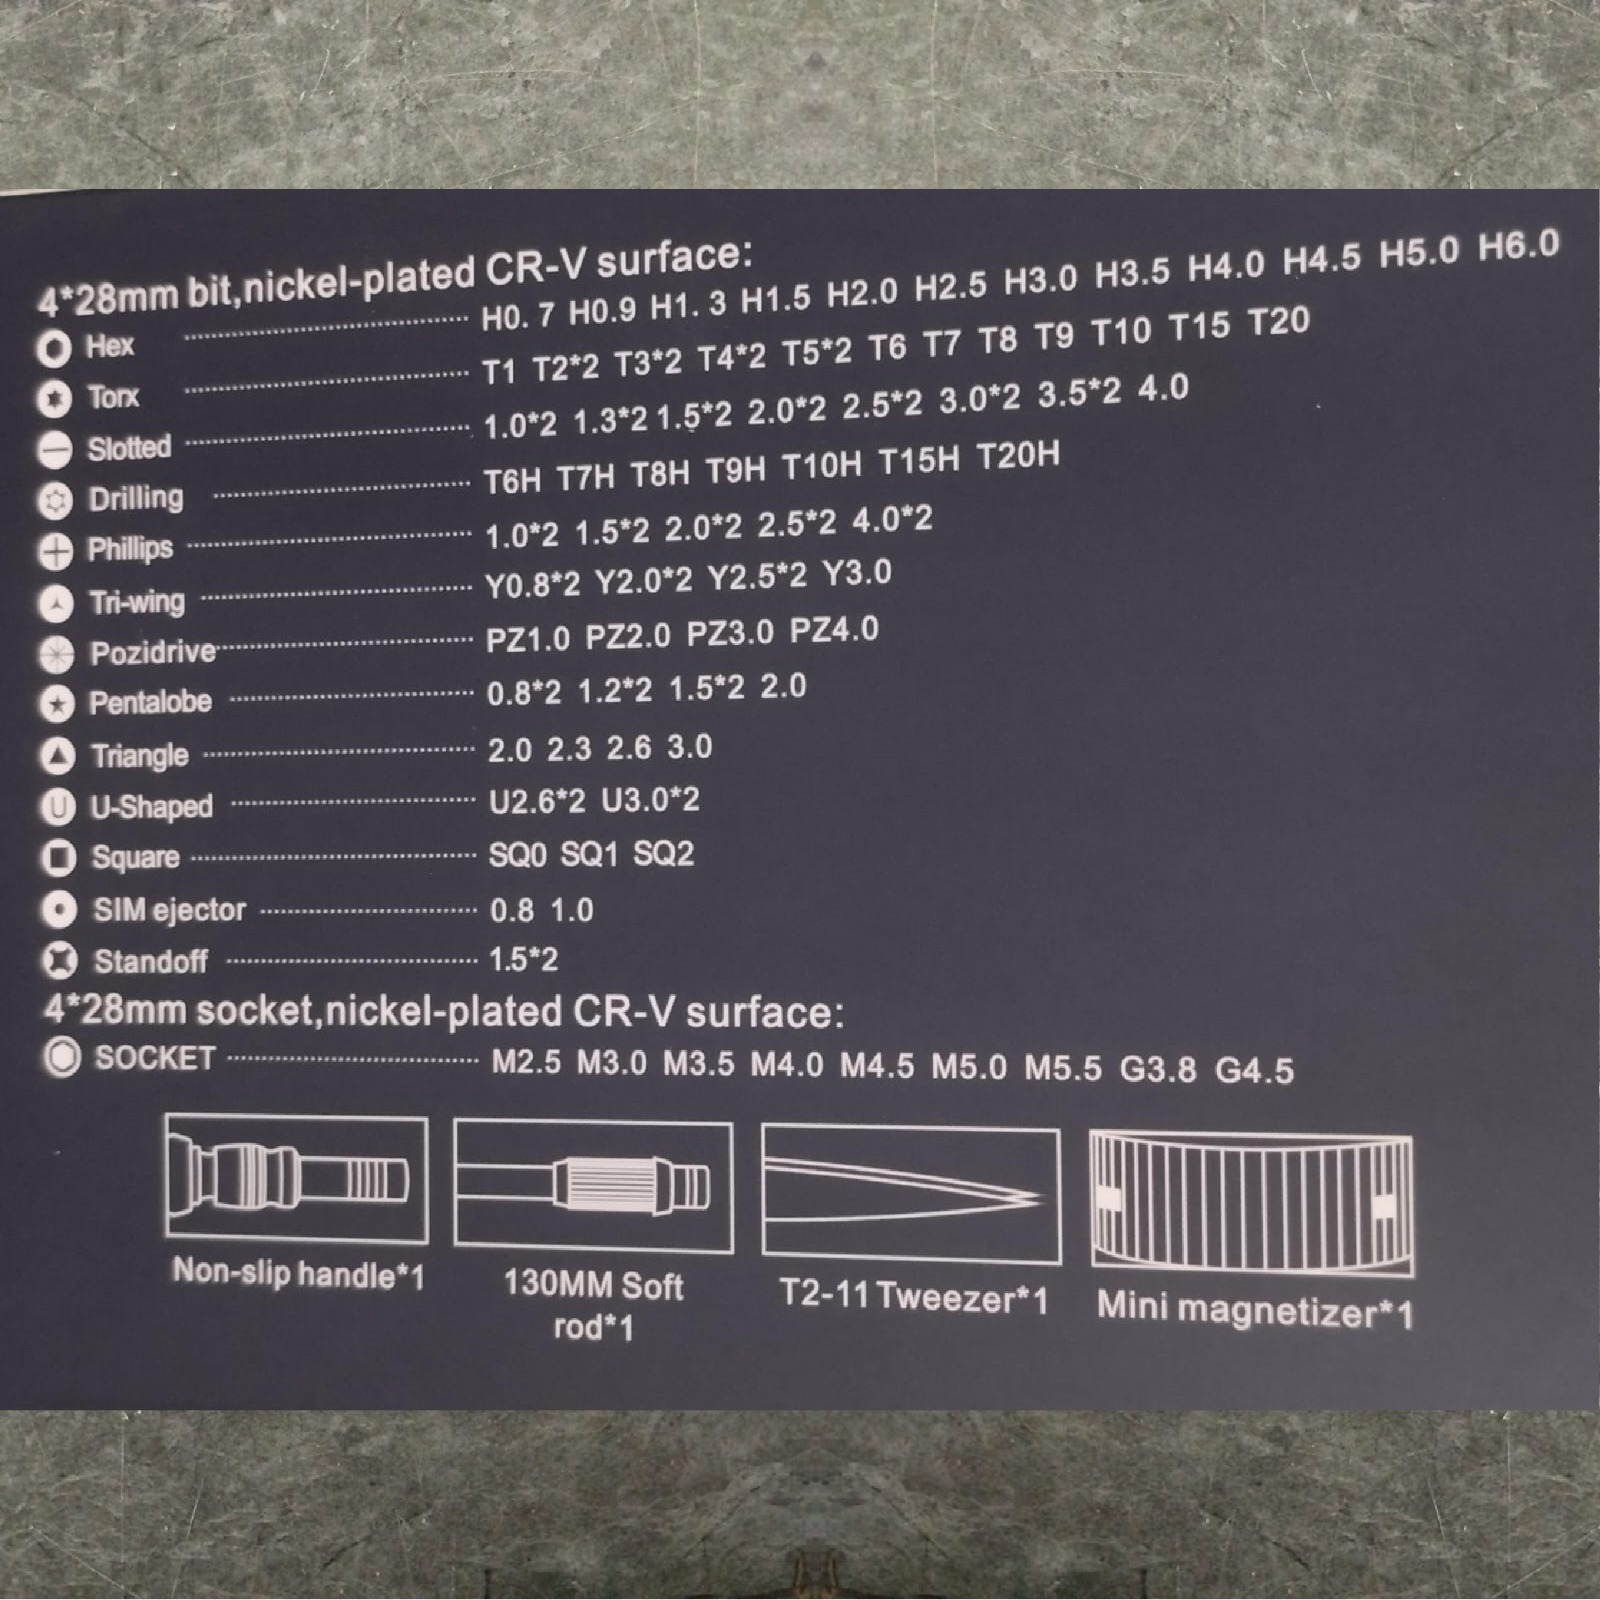 4*28mm bit,nickel-plated CR-V surface:
Hex H0. 7 H0.9 H1. 3 H1.5 H2.0 H2.5 H3.0 H3.5 H4.0 H4.5 H5.0 H6.0
Torx T1 T2*2 T3*2 T4*2 T5*2 T6 T7 T8 T9 T10 T15 T20
Slotted 1.0*2 1.3*2 1.5*2 2.0*2 2.5*2 3.0*2 3.5*2 4.0
Drilling T6H T7H T8H T9H T10H T15H T20H
Phillips 1.0*2 1.5*2 2.0*2 2.5*2 4.0*2
Tri-wing Y0.8*2 Y2.0*2 Y2.5*2 Y3.0
Pozidrive PZ1.0 PZ2.0 PZ3.0 PZ4.0
Pentalobe 0.8*2 1.2*2 1.5*2 2.0
Triangle 2.0 2.3 2.6 3.0
U U-Shaped U2.6*2 U3.0*2
Square SQ0 SQ1 SQ2
SIM ejector 0.8 1.0
Standoff 1.5*2
4*28mm socket,nickel-plated CR-V surface:
SOCKET M2.5 M3.0 M3.5 M4.0 M4.5 M5.0 M5.5 G3.8 G4.5
Non-slip handle*1
130MM Soft
rod*1
T2-11 Tweezer*1
Mini magnetizer*1